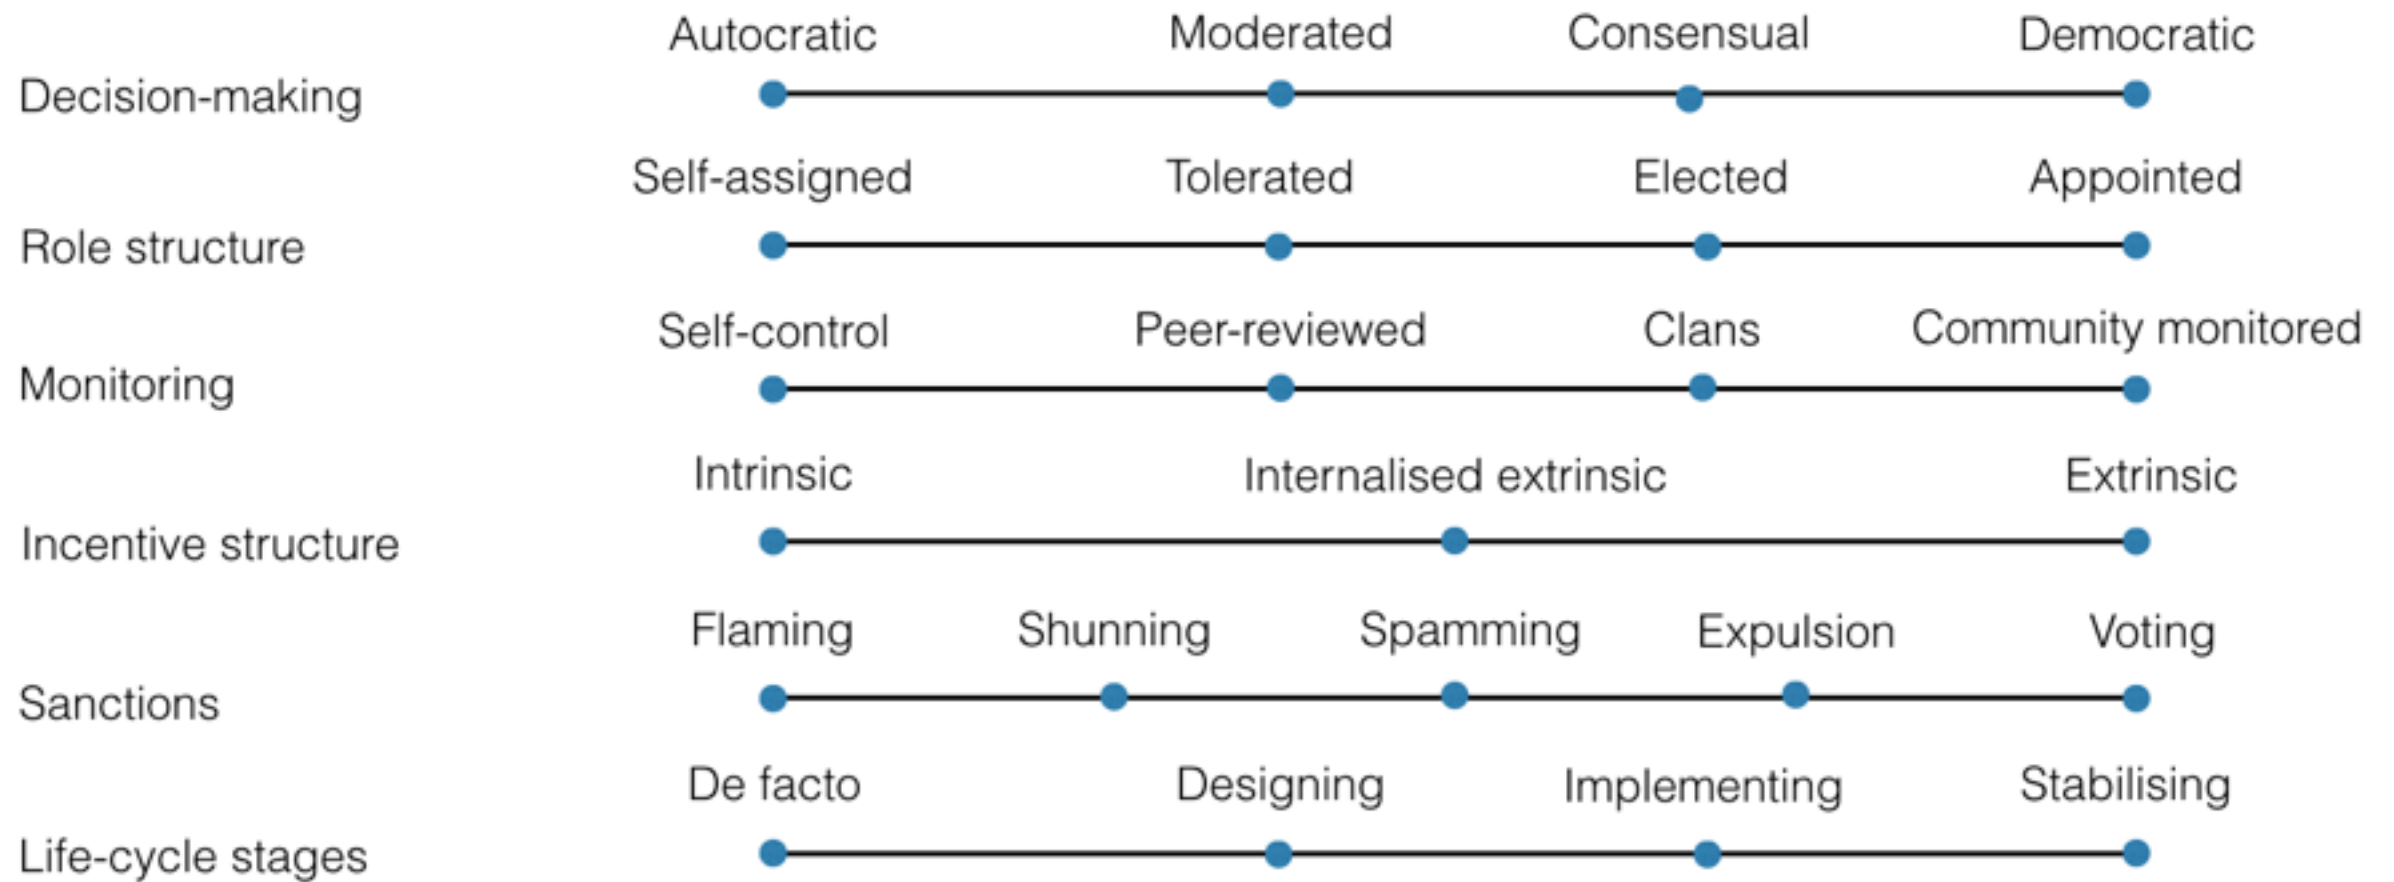 Autocratic Moderated Consensual Democratic
Decision-making
Self-assigned Tolerated Elected Appointed
Role structure
Self-control Peer-reviewed Clans Community monitored
Monitoring
Intrinsic Internalised extrinsic Extrinsic
Incentive structure
Flaming Shunning Spamming Expulsion Voting
Sanctions
De facto Designing Implementing Stabilising
Life-cycle stages